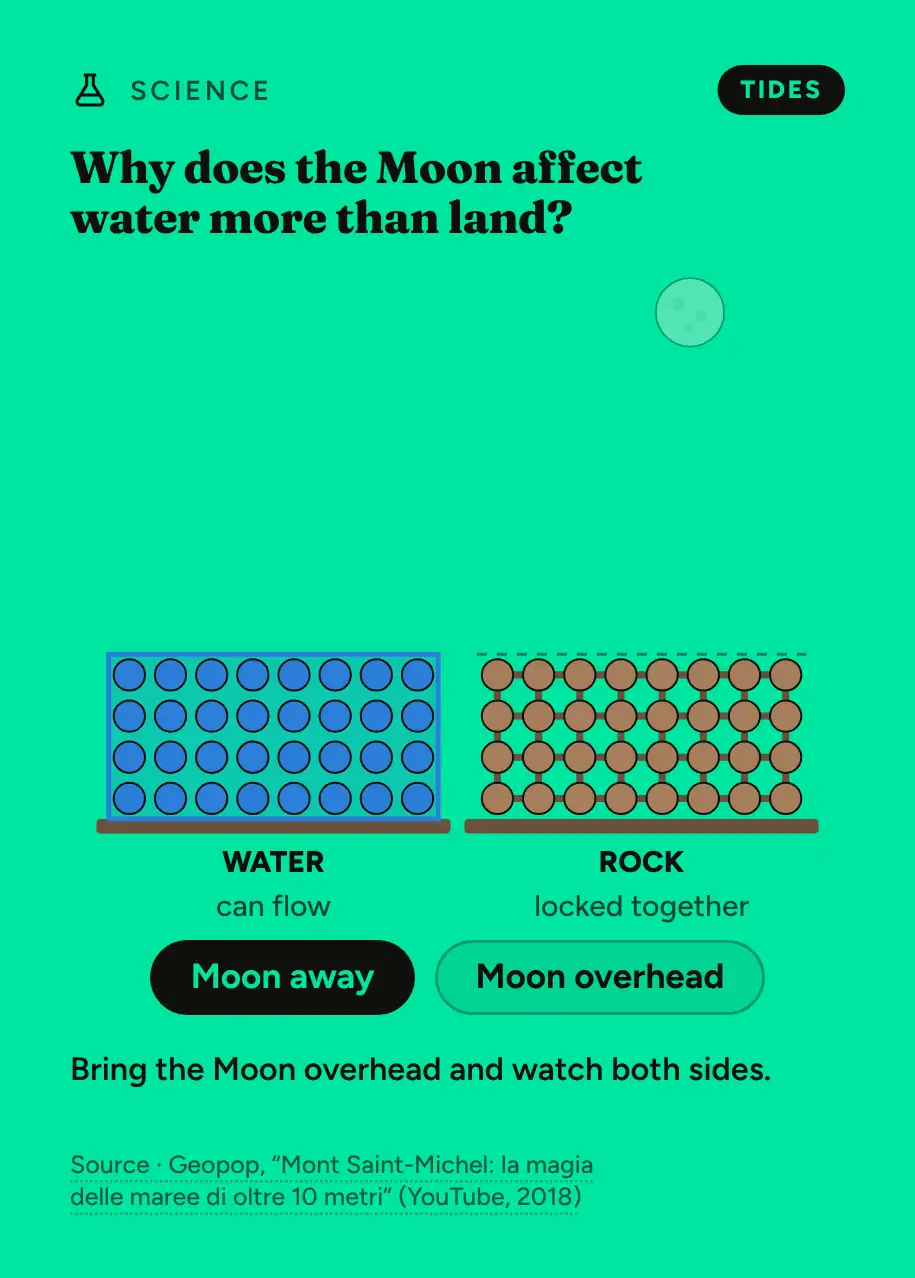 SCIENCE
TIDES
Why does the Moon affect
water more than land?
WATER
can flow
ROCK
locked together
Moon away
Moon overhead
Bring the Moon overhead and watch both sides.
Source · Geopop, “Mont Saint-Michel: la magia
delle maree di oltre 10 metri” (YouTube, 2018)